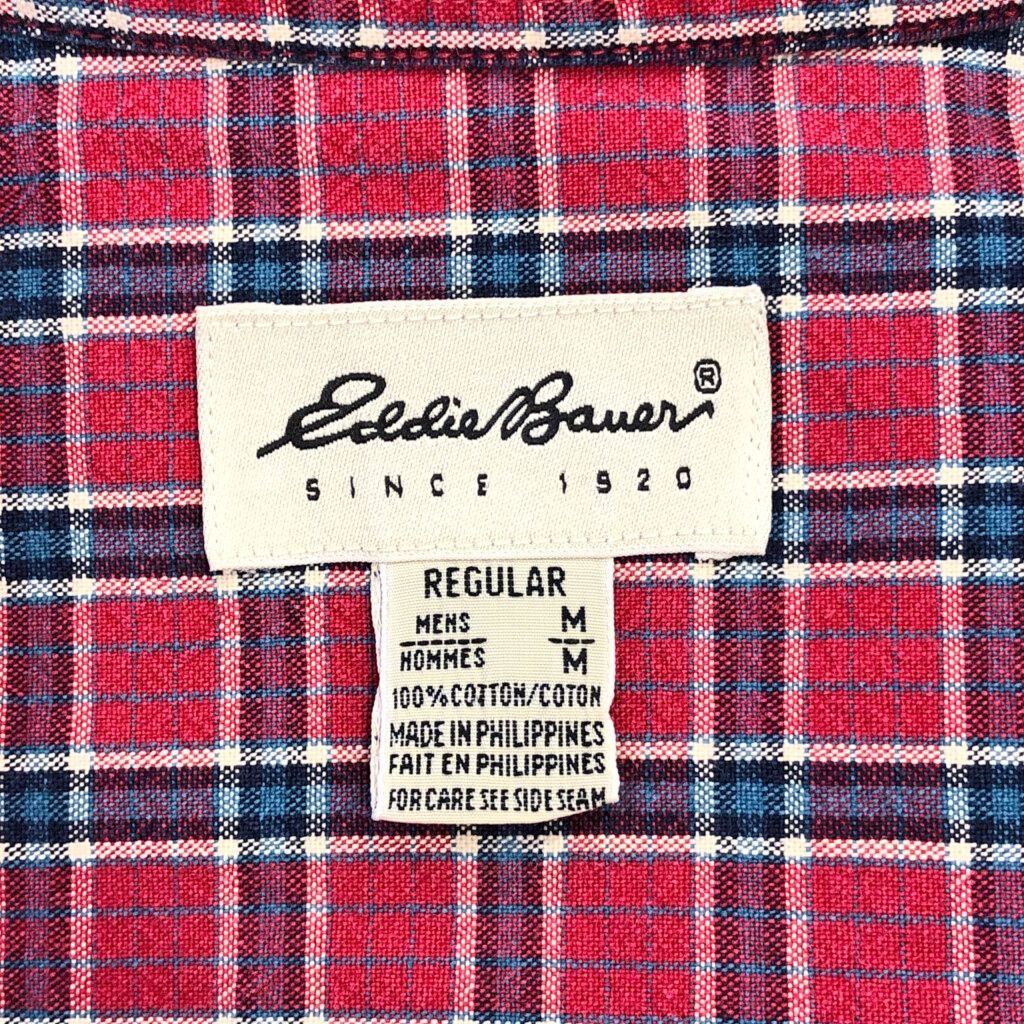 Eddie Bauer®
SINCE 1920
REGULAR
MENS M
HOMMES M
100% COTTON/COTON
MADE IN PHILIPPINES
FAIT EN PHILIPPINES
FOR CARE SEE SIDE SEAM